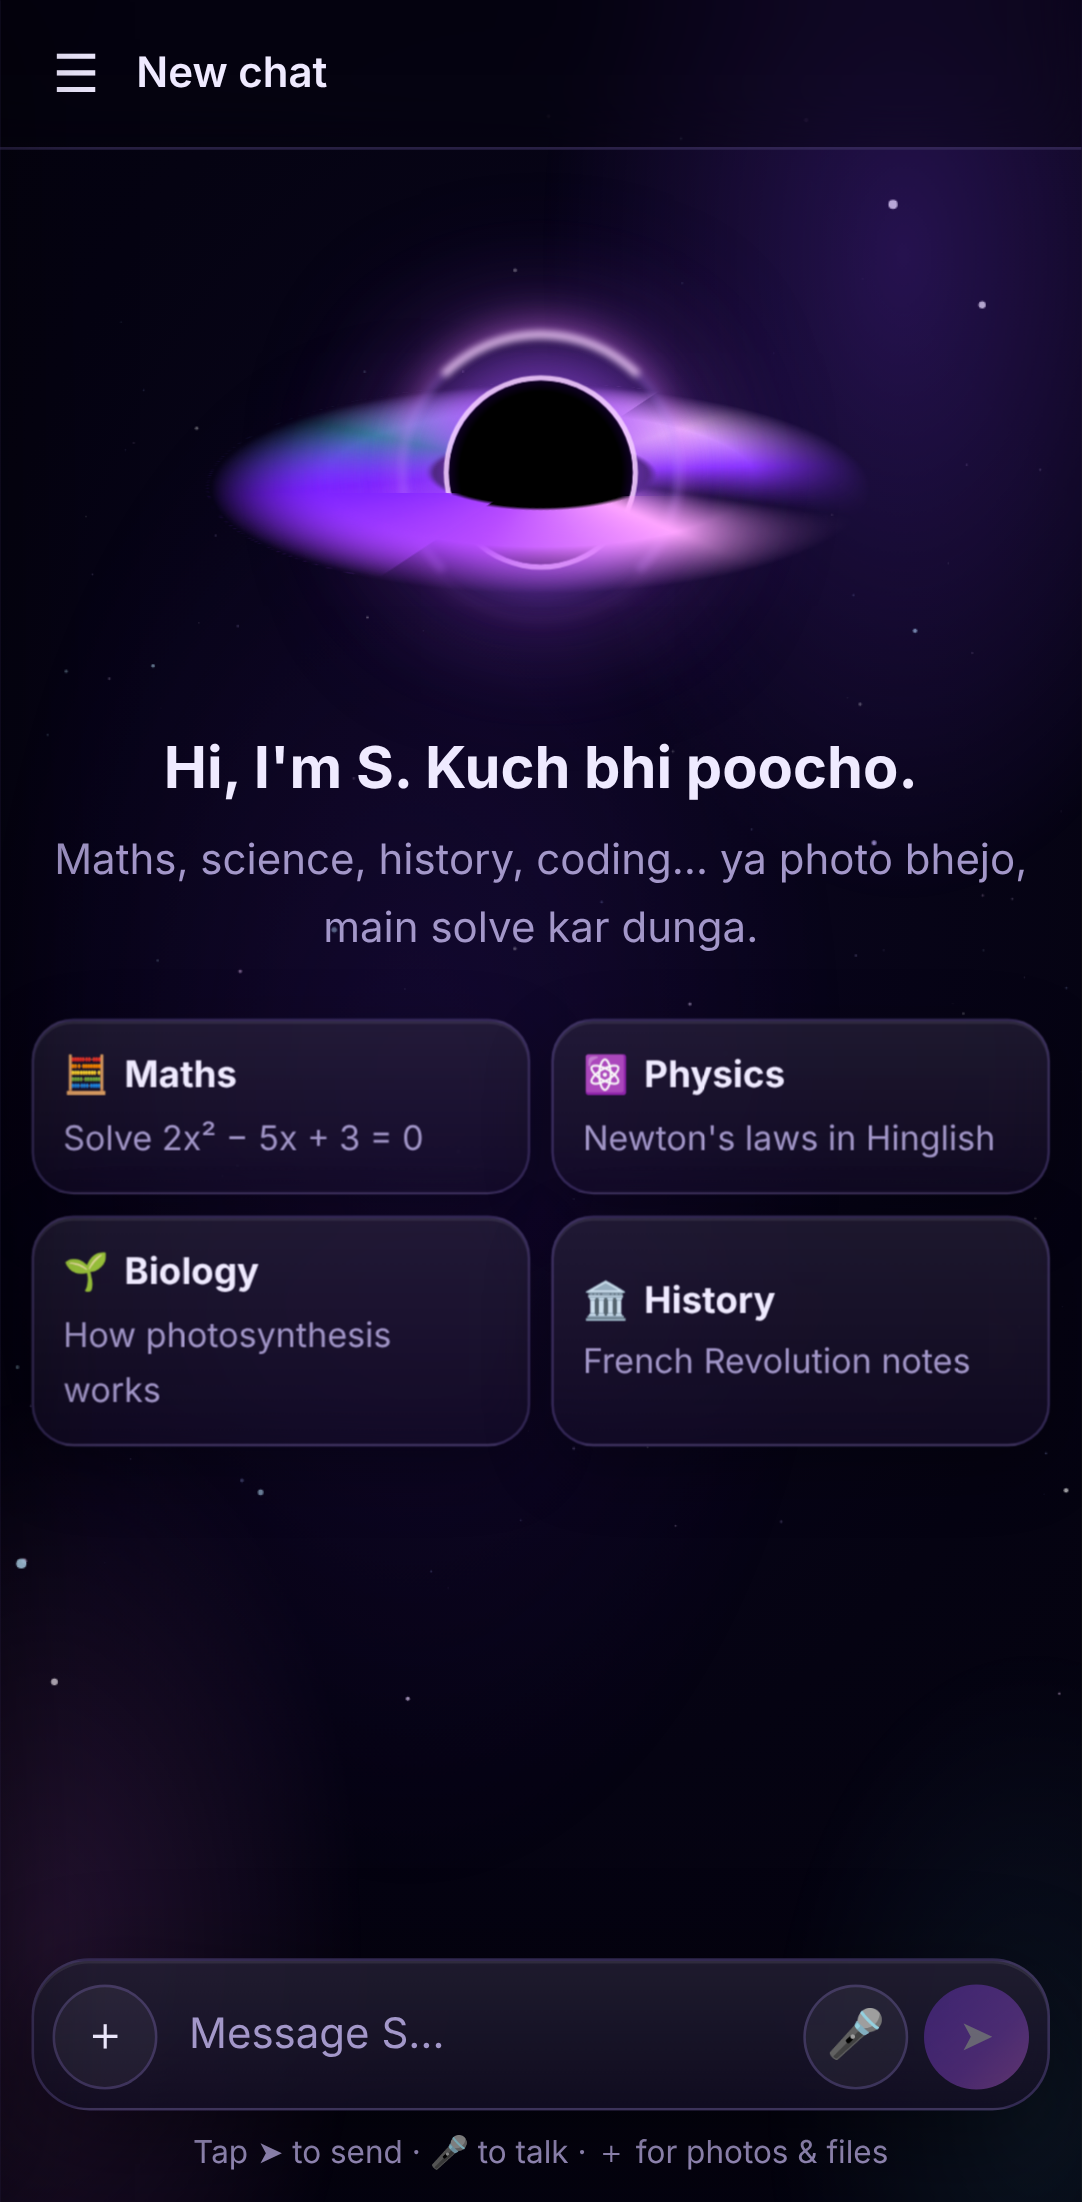 ☰ New chat
Hi, I'm S. Kuch bhi poocho.
Maths, science, history, coding... ya photo bhejo,
main solve kar dunga.
🧮 Maths
Solve 2x² − 5x + 3 = 0
⚛️ Physics
Newton's laws in Hinglish
🌱 Biology
How photosynthesis
works
🏛️ History
French Revolution notes
+ Message S... 🎤 ➤
Tap ➤ to send · 🎤 to talk · + for photos & files